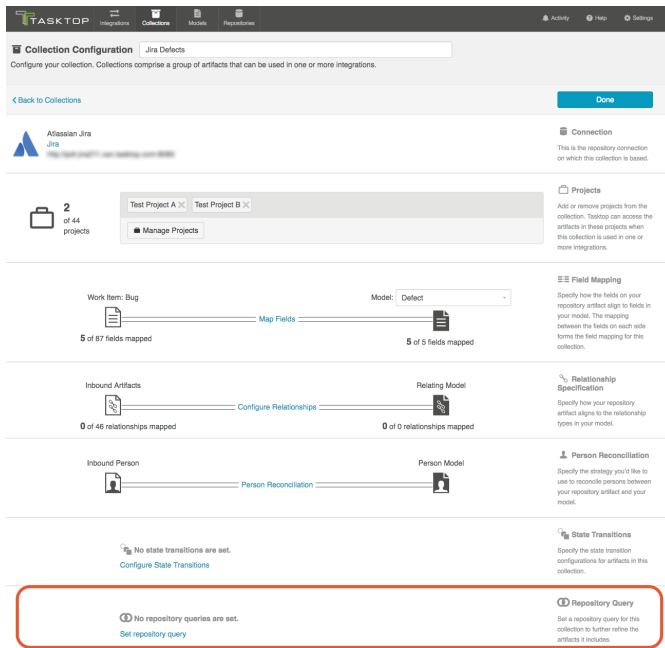 TASKTOP
Integrations
Collections
Models
Repositories
Activity
Help
Settings
Collection Configuration
Jira Defects
Configure your collection. Collections comprise a group of artifacts that can be used in one or more integrations.
Back to Collections
Done
Atlassian Jira
Jira
Connection
This is the repository connection
on which this collection is based.
2
of 44
projects
Test Project A
Test Project B
Manage Projects
Projects
Add or remove projects from the
collection. Tasktop can access the
artifacts in these projects when
this collection is used in one or
more integrations.
Work Item: Bug
Model: Defect
Map Fields
5 of 87 fields mapped
5 of 5 fields mapped
Field Mapping
Specify how the fields on your
repository artifact align to fields in
your model. The mapping
between the fields on each side
forms the field mapping for this
collection.
Inbound Artifacts
Relating Model
Configure Relationships
0 of 46 relationships mapped
0 of 0 relationships mapped
Relationship
Specification
Specify how your repository
artifact aligns to the relationship
types in your model.
Inbound Person
Person Model
Person Reconciliation
Person Reconciliation
Specify the strategy you'd like to
use to reconcile persons between
your repository artifact and your
model.
No state transitions are set.
Configure State Transitions
State Transitions
Specify the state transition
configurations for artifacts in this
collection.
No repository queries are set.
Set repository query
Repository Query
Set a repository query for this
collection to further refine the
artifacts it includes.